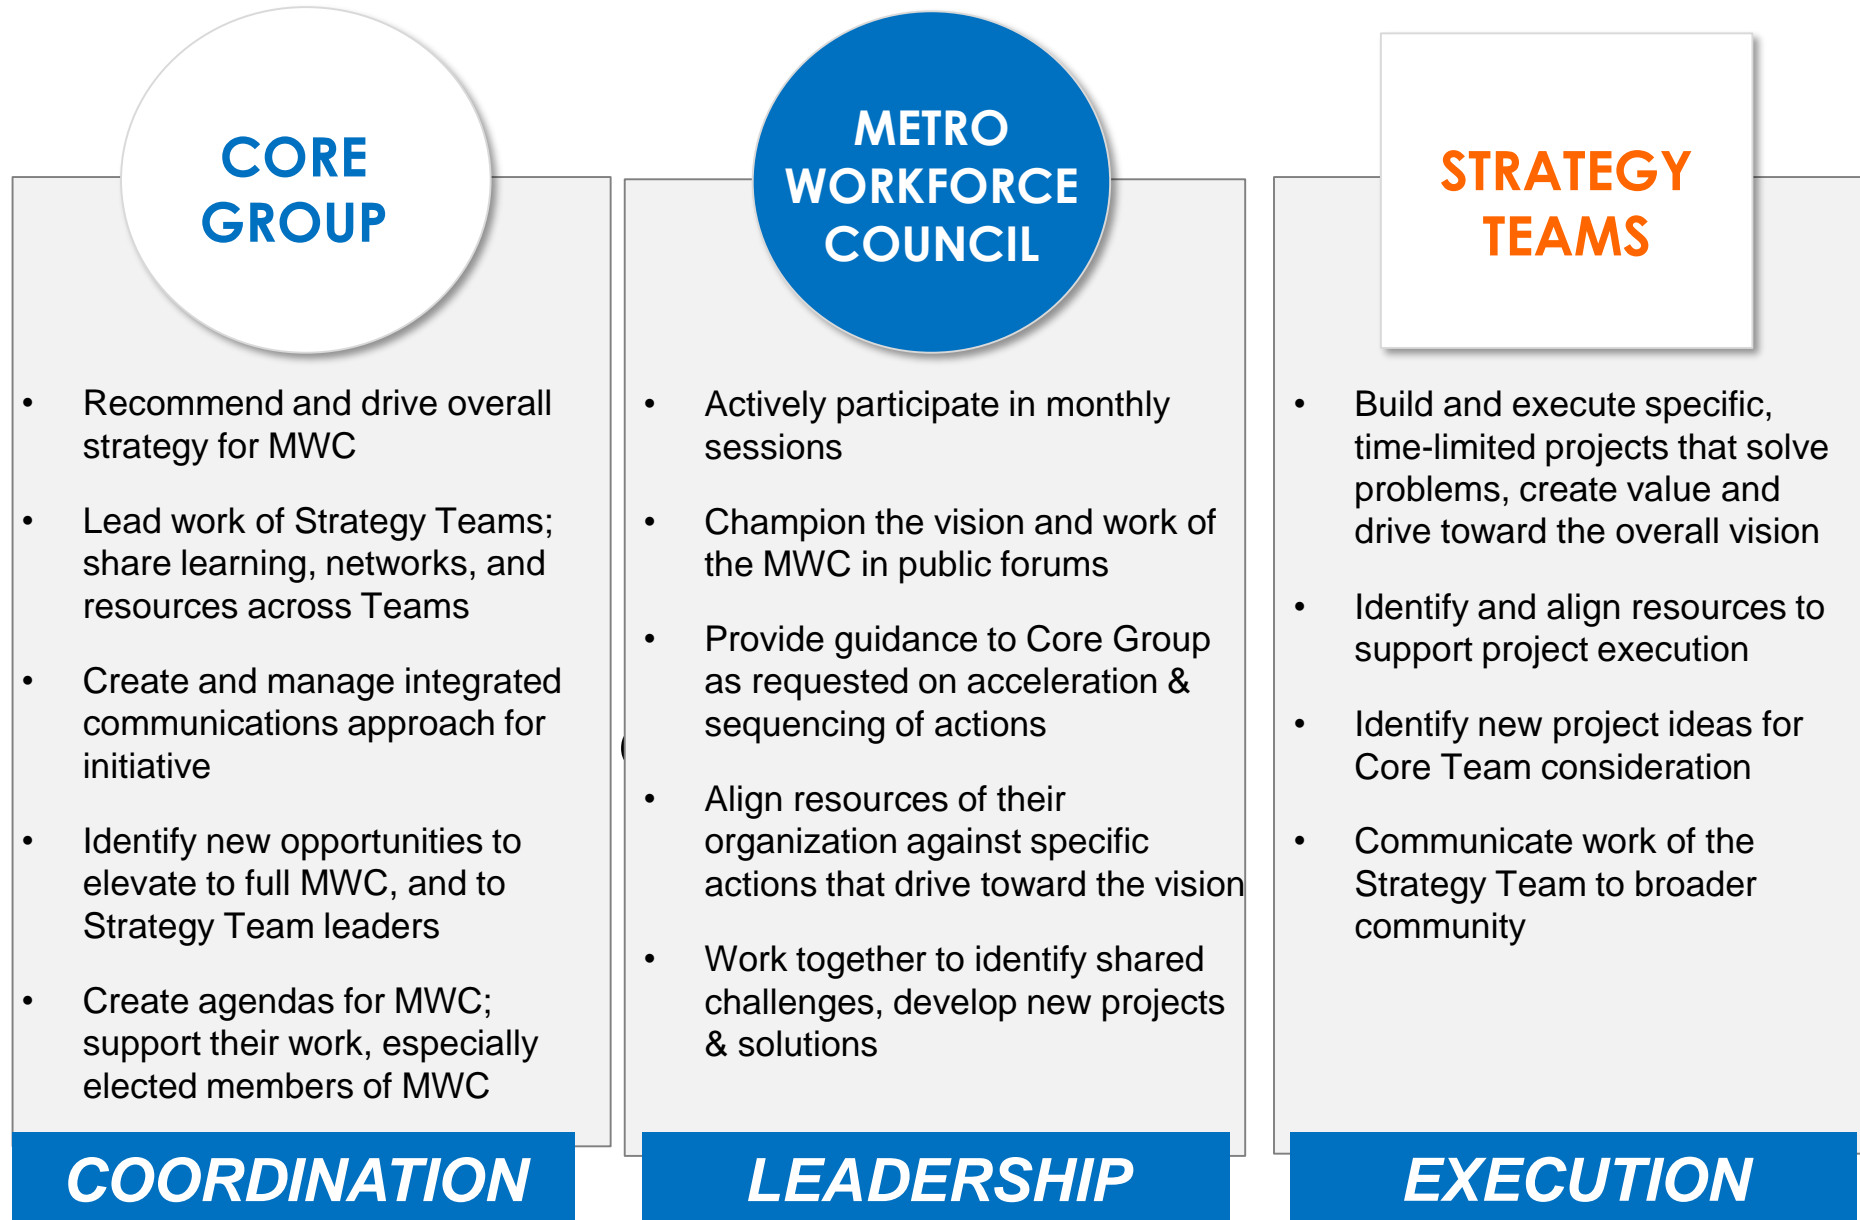 CORE
GROUP
• Recommend and drive overall
strategy for MWC
• Lead work of Strategy Teams;
share learning, networks, and
resources across Teams
• Create and manage integrated
communications approach for
initiative
• Identify new opportunities to
elevate to full MWC, and to
Strategy Team leaders
• Create agendas for MWC;
support their work, especially
elected members of MWC
COORDINATION
METRO
WORKFORCE
COUNCIL
• Actively participate in monthly
sessions
• Champion the vision and work of
the MWC in public forums
• Provide guidance to Core Group
as requested on acceleration &
sequencing of actions
• Align resources of their
organization against specific
actions that drive toward the vision
• Work together to identify shared
challenges, develop new projects
& solutions
LEADERSHIP
STRATEGY
TEAMS
• Build and execute specific,
time-limited projects that solve
problems, create value and
drive toward the overall vision
• Identify and align resources to
support project execution
• Identify new project ideas for
Core Team consideration
• Communicate work of the
Strategy Team to broader
community
EXECUTION